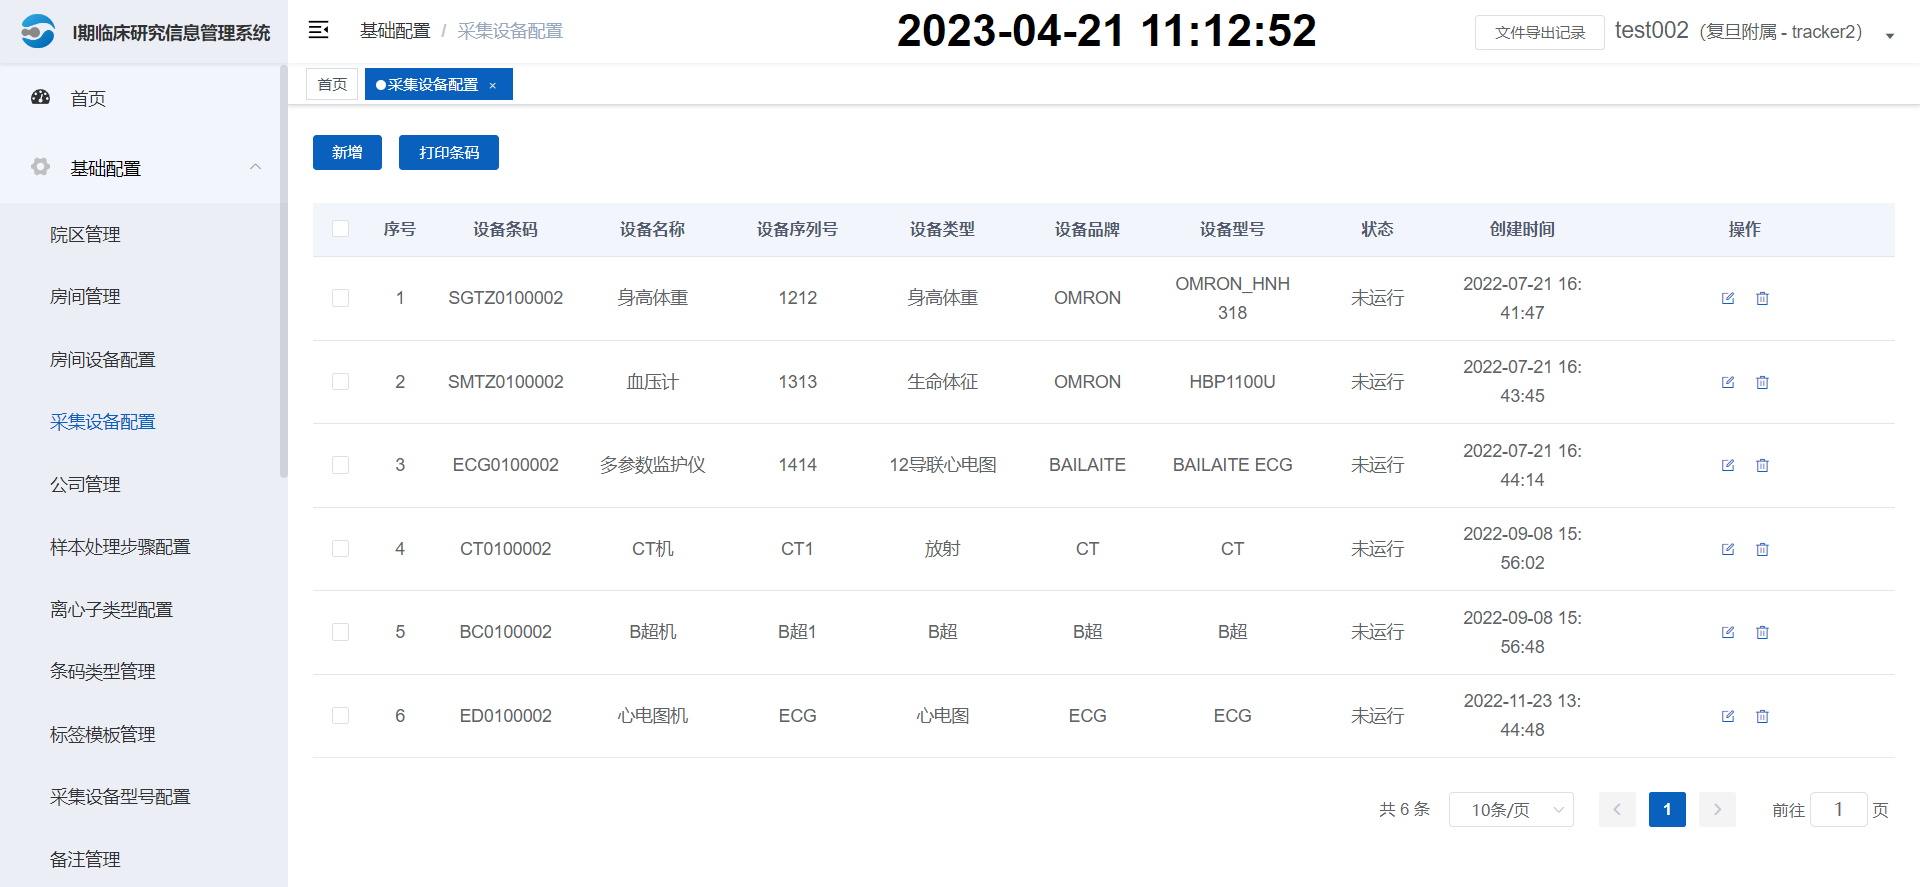 I期临床研究信息管理系统
基础配置 / 采集设备配置
2023-04-21 11:12:52
文件导出记录
test002（复旦附属 - tracker2）
首页
采集设备配置 ×
首页
基础配置
院区管理
房间管理
房间设备配置
采集设备配置
公司管理
样本处理步骤配置
离心子类型配置
条码类型管理
标签模板管理
采集设备型号配置
备注管理
新增 打印条码
序号 设备条码 设备名称 设备序列号 设备类型 设备品牌 设备型号 状态 创建时间 操作
1 SGTZ0100002 身高体重 1212 身高体重 OMRON OMRON_HNH 未运行 2022-07-21 16:
318 41:47
2 SMTZ0100002 血压计 1313 生命体征 OMRON HBP1100U 未运行 2022-07-21 16:
43:45
3 ECG0100002 多参数监护仪 1414 12导联心电图 BAILAITE BAILAITE ECG 未运行 2022-07-21 16:
44:14
4 CT0100002 CT机 CT1 放射 CT CT 未运行 2022-09-08 15:
56:02
5 BC0100002 B超机 B超1 B超 B超 B超 未运行 2022-09-08 15:
56:48
6 ED0100002 心电图机 ECG 心电图 ECG ECG 未运行 2022-11-23 13:
44:48
共 6 条 10条/页 1 前往 1 页